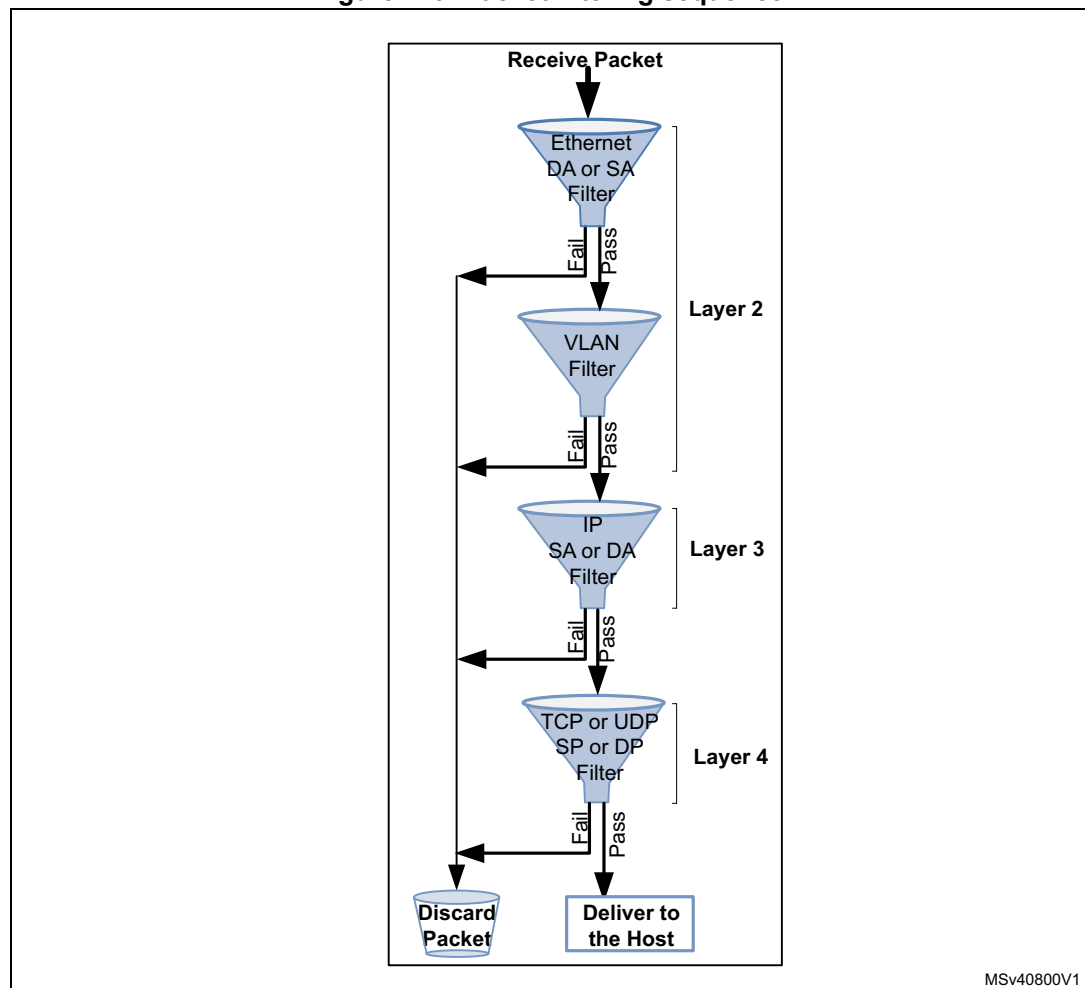 Receive Packet
Ethernet
DA or SA
Filter
Fail
Pass
Layer 2
VLAN
Filter
Fail
Pass
IP
SA or DA
Filter
Layer 3
Fail
Pass
TCP or UDP
SP or DP
Filter
Layer 4
Fail
Pass
Discard
Packet
Deliver to
the Host
MSv40800V1